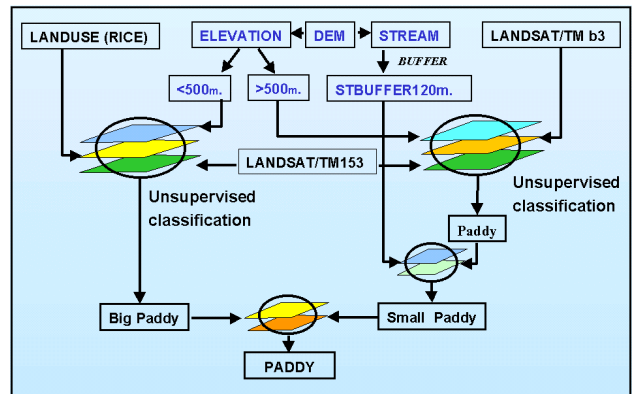 LANDUSE (RICE)
ELEVATION
DEM
STREAM
LANDSAT/TM b3
BUFFER
<500m.
>500m.
STBUFFER120m.
LANDSAT/TM153
Unsupervised
classification
Unsupervised
classification
Paddy
Big Paddy
Small Paddy
PADDY